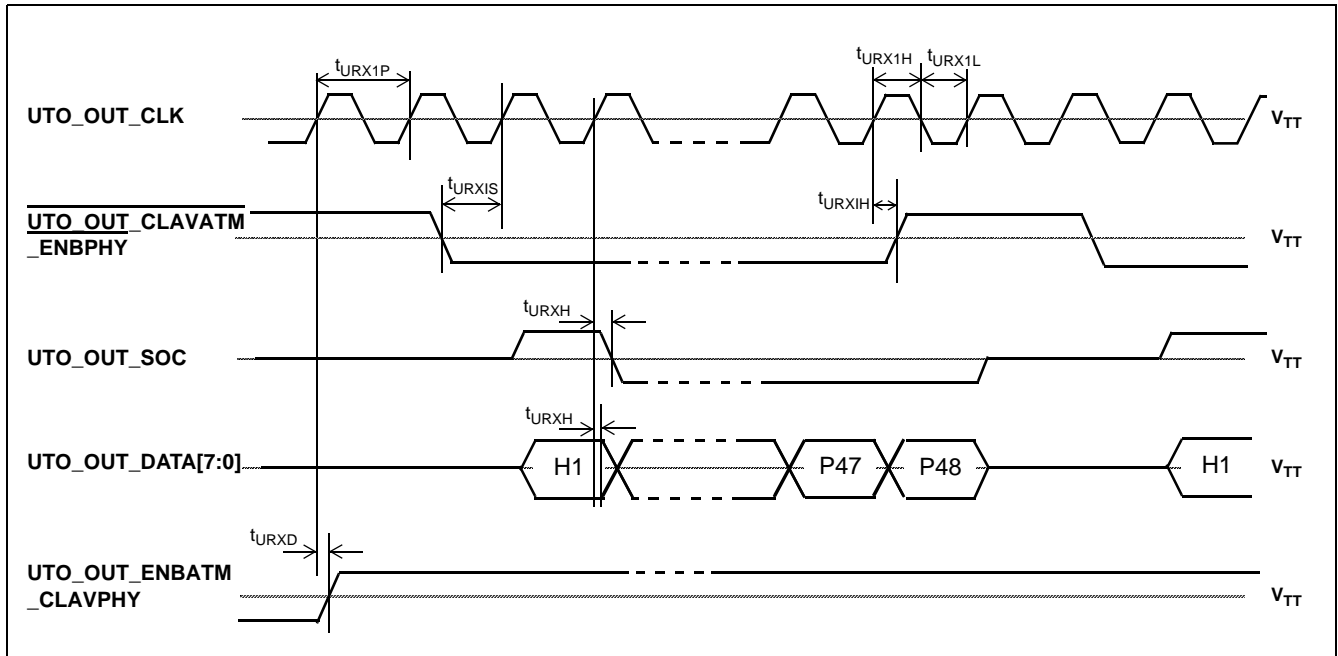 tURX1P
tURX1H tURX1L
UTO_OUT_CLK
VTT
tURXIS
tURXIH
UTO_OUT_CLAVATM
_ENBPHY
VTT
tURXH
UTO_OUT_SOC
VTT
tURXH
UTO_OUT_DATA[7:0]
H1
P47
P48
H1
VTT
tURXD
UTO_OUT_ENBATM
_CLAVPHY
VTT